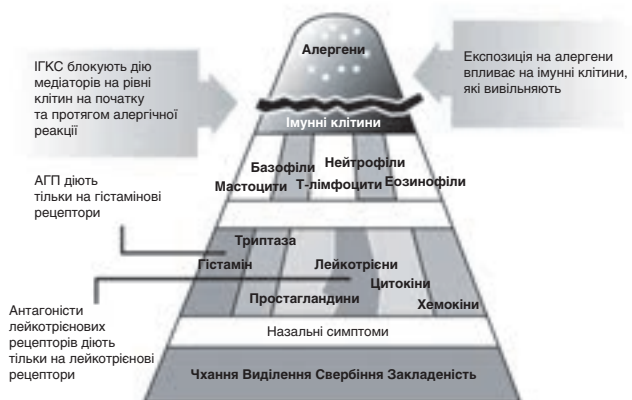 Алергени
ІГКС блокують дію
медіаторів на рівні
клітин на початку
та протягом алергічної
реакції
Експозиція на алергени
впливає на імунні клітини,
які вивільняють
Імунні клітини
Базофіли
Нейтрофіли
Мастоцити
Т-лімфоцити
Еозинофіли
АГП діють
тільки на гістамінові
рецептори
Триптаза
Гістамін
Лейкотрієни
Цитокіни
Простагландини
Хемокіни
Антагоністи
лейкотрієнових
рецепторів діють
тільки на лейкотрієнові
рецептори
Назальні симптоми
Чхання Виділення Свербіння Закладеність